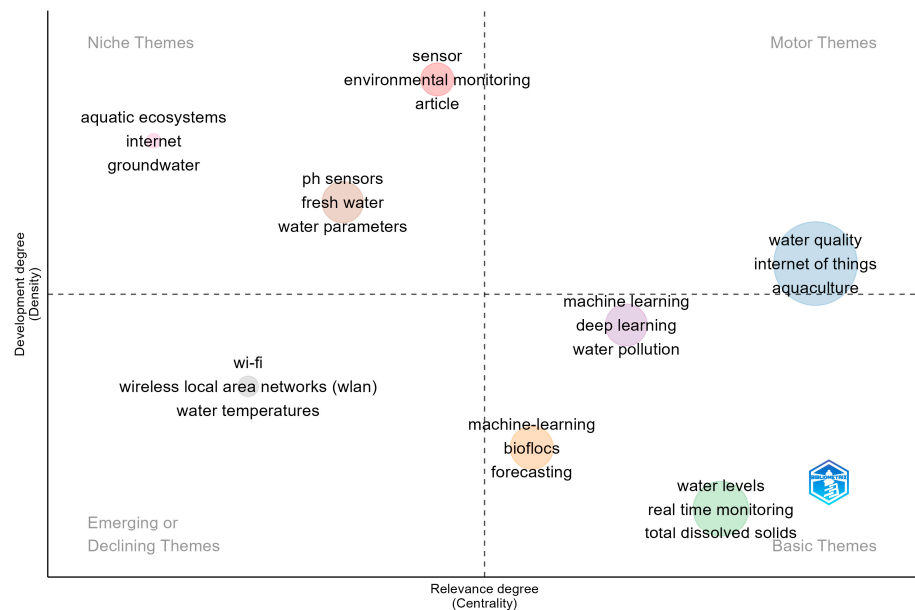 Niche Themes
Motor Themes
sensor
environmental monitoring
article
aquatic ecosystems
internet
groundwater
ph sensors
fresh water
water parameters
water quality
internet of things
aquaculture
machine learning
deep learning
water pollution
wi-fi
wireless local area networks (wlan)
water temperatures
machine-learning
bioflocs
forecasting
water levels
real time monitoring
total dissolved solids
BIBLIOMETRIX
Emerging or
Declining Themes
Basic Themes
Development degree
(Density)
Relevance degree
(Centrality)